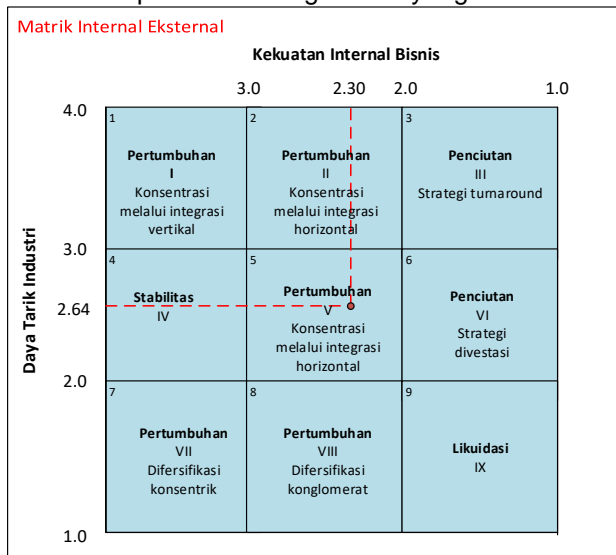 Matrik Internal Eksternal
Kekuatan Internal Bisnis
3.0 2.30 2.0 1.0
4.0
1
Pertumbuhan
I
Konsentrasi
melalui integrasi
vertikal
2
Pertumbuhan
II
Konsentrasi
melalui integrasi
horizontal
3
Penciutan
III
Strategi turnaround
3.0
Daya Tarik Industri
4
Stabilitas
IV
2.64
5
Pertumbuhan
V
Konsentrasi
melalui integrasi
horizontal
6
Penciutan
VI
Strategi
divestasi
2.0
7
Pertumbuhan
VII
Difersifikasi
konsentrik
8
Pertumbuhan
VIII
Difersifikasi
konglomerat
9
Likuidasi
IX
1.0